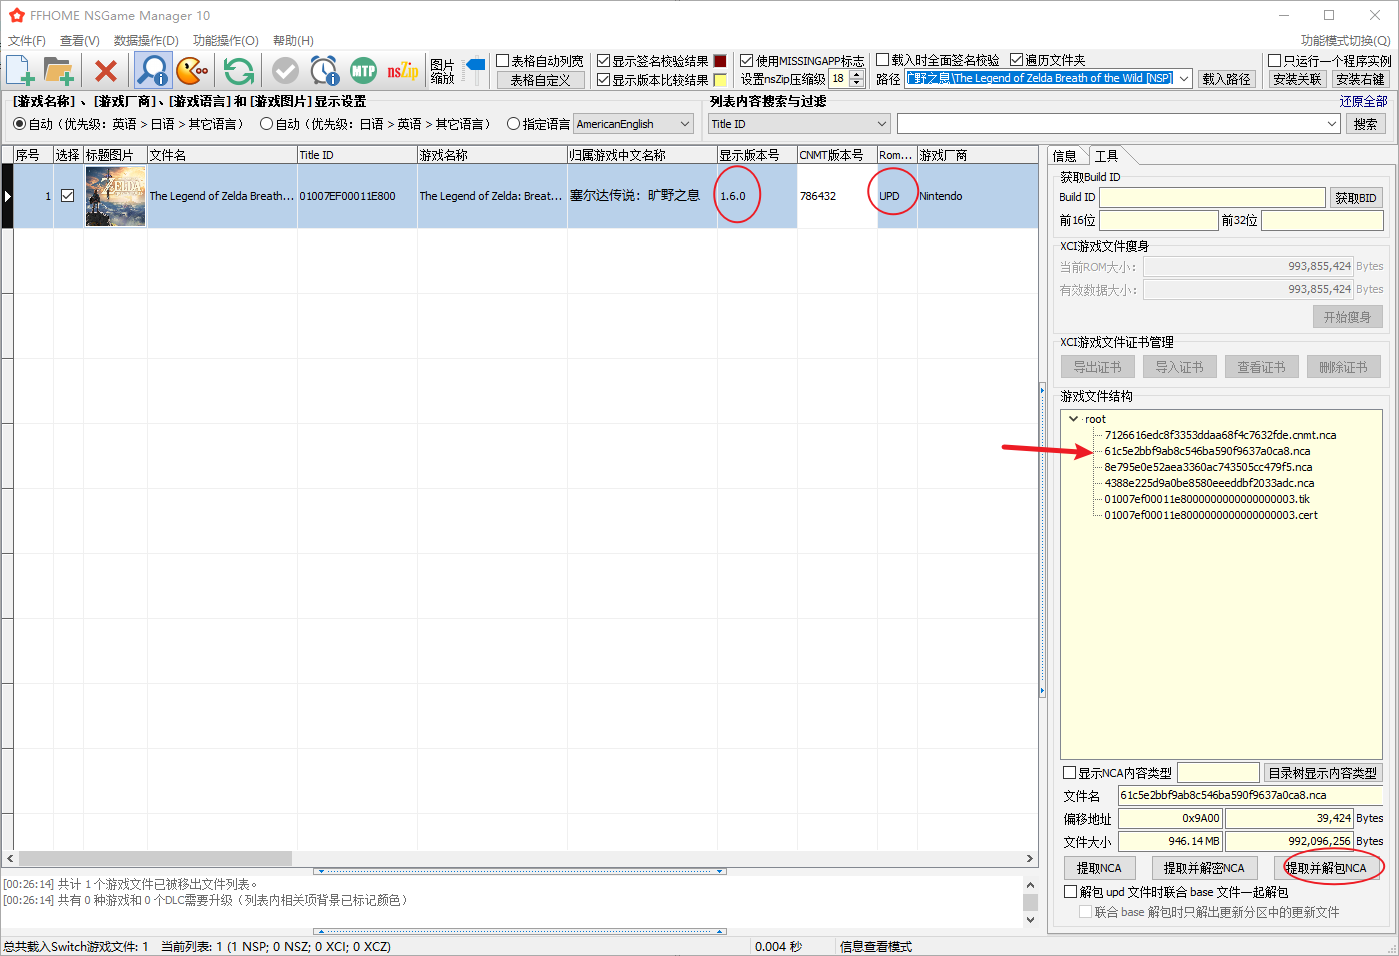 FFHOME NSGame Manager 10
文件(F) 查看(V) 数据操作(D) 功能操作(O) 帮助(H) 功能模式切换(Q)
MTP nsZip 图片缩放
表格自动列宽 显示签名校验结果 使用MISSINGAPP标志 载入时全面签名校验 遍历文件夹 只运行一个程序实例
表格自定义 显示版本比较结果 设置nsZip压缩级 18 路径 野之息\The Legend of Zelda Breath of the Wild [NSP] 载入路径 安装关联 安装右键
[游戏名称] 、 [游戏厂商] 、[游戏语言] 和 [游戏图片] 显示设置 列表内容搜索与过滤 还原全部
自动（优先级：英语 > 日语 > 其它语言） 自动（优先级：日语 > 英语 > 其它语言） 指定语言 AmericanEnglish Title ID 搜索
序号 选择 标题图片 文件名 Title ID 游戏名称 归属游戏中文名称 显示版本号 CNMT版本号 Rom... 游戏厂商
1 ZELDA The Legend of Zelda Breath... 01007EF00011E800 The Legend of Zelda: Breat... 塞尔达传说：旷野之息 1.6.0 786432 UPD Nintendo
信息 工具
获取Build ID
Build ID 获取BID
前16位 前32位
XCI游戏文件瘦身
当前ROM大小： 993,855,424 Bytes
有效数据大小： 993,855,424 Bytes
开始瘦身
XCI游戏文件证书管理
导出证书 导入证书 查看证书 删除证书
游戏文件结构
root
7126616edc8f3353ddaa68f4c7632fde.cnmt.nca
61c5e2bbf9ab8c546ba590f9637a0ca8.nca
8e795e0e52aea3360ac743505cc479f5.nca
4388e225d9a0be8580eeeddbf2033adc.nca
01007ef00011e8000000000000000003.tik
01007ef00011e8000000000000000003.cert
显示NCA内容类型 目录树显示内容类型
文件名 61c5e2bbf9ab8c546ba590f9637a0ca8.nca
偏移地址 0x9A00 39,424 Bytes
文件大小 946.14 MB 992,096,256 Bytes
提取NCA 提取并解密NCA 提取并解包NCA
解包 upd 文件时联合 base 文件一起解包
联合 base 解包时只解出更新分区中的更新文件
[00:26:14] 共计 1 个游戏文件已被移出文件列表。
[00:26:14] 共有 0 种游戏和 0 个DLC需要升级（列表内相关项背景已标记颜色）
总共载入Switch游戏文件: 1 当前列表: 1 (1 NSP; 0 NSZ; 0 XCI; 0 XCZ) 0.004 秒 信息查看模式